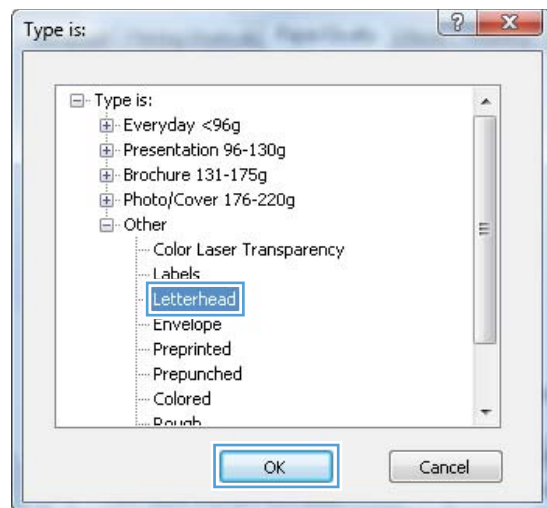 Type is:
Type is:
Everyday <96g
Presentation 96-130g
Brochure 131-175g
Photo/Cover 176-220g
Other
Color Laser Transparency
Labels
Letterhead
Envelope
Preprinted
Prepunched
Colored
Rough
OK
Cancel